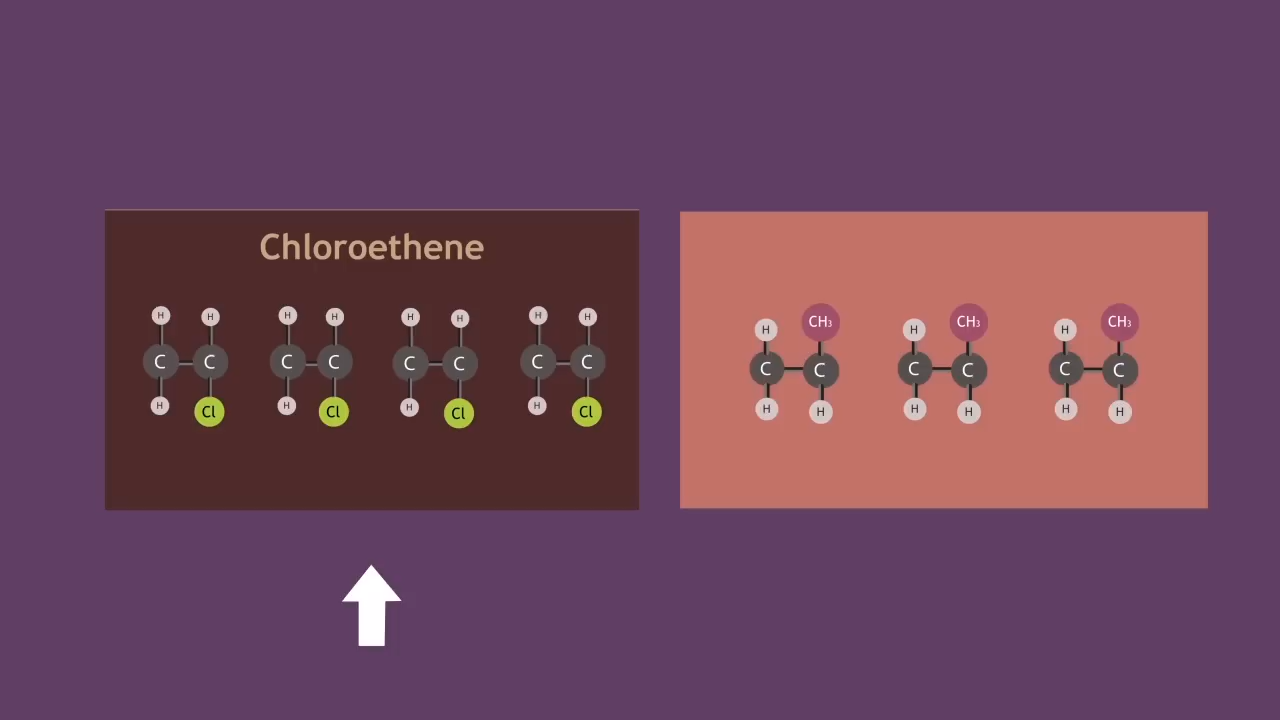 Chloroethene
H H H H H H H H
C C C C C C C C
H Cl H Cl H Cl H Cl
H CH₃ H CH₃ H CH₃
C C C C C C
H H H H H H